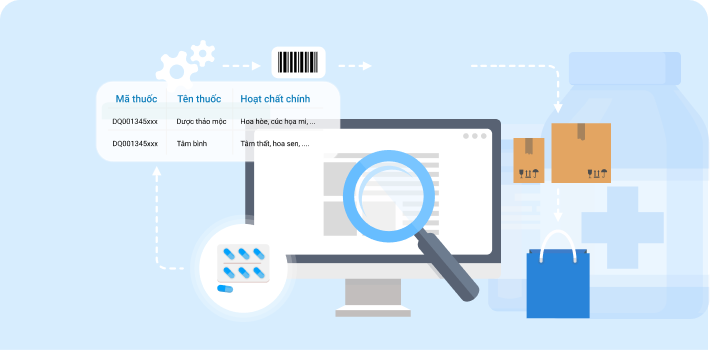 Mã thuốc Tên thuốc Hoạt chất chính
DQ001345xxx Dược thảo mộc Hoa hòe, cúc họa mi, ...
DQ001345xxx Tâm bình Tâm thất, hoa sen, ....